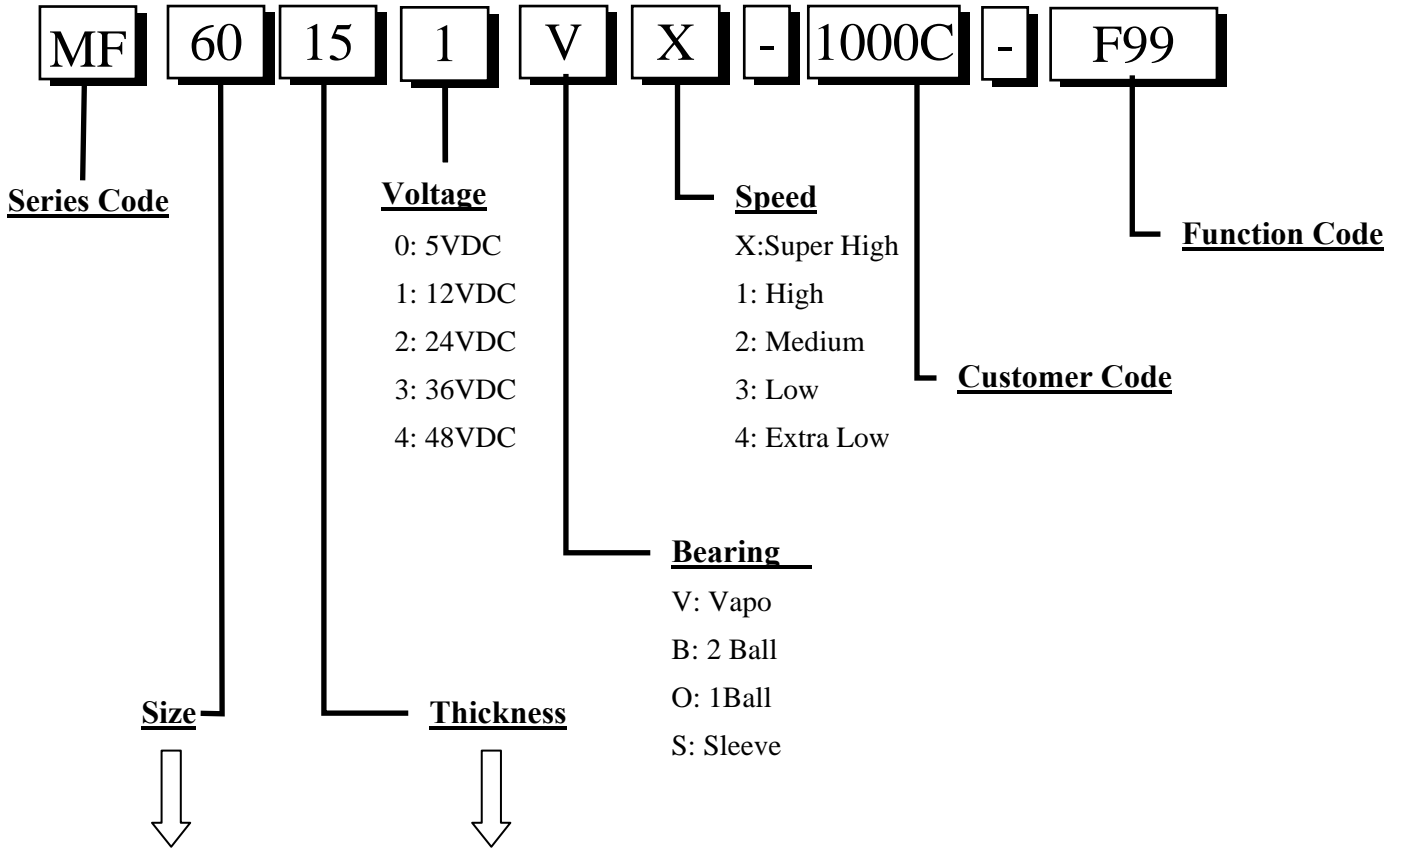 MF 60 15 1 V X - 1000C - F99
Series Code
Voltage
0: 5VDC
1: 12VDC
2: 24VDC
3: 36VDC
4: 48VDC
Speed
X:Super High
1: High
2: Medium
3: Low
4: Extra Low
Function Code
Customer Code
Bearing
V: Vapo
B: 2 Ball
O: 1Ball
S: Sleeve
Size
Thickness